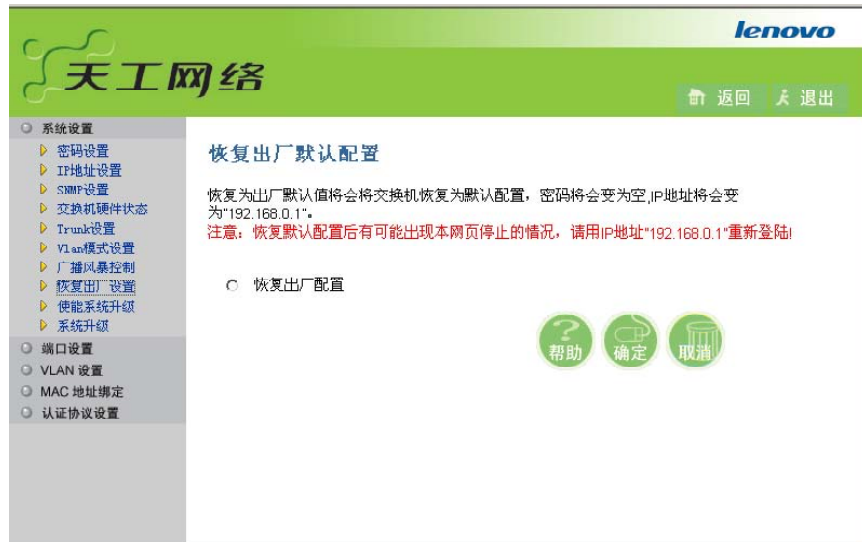 lenovo
天工网络
返回
退出
系统设置
密码设置
IP地址设置
SNMP设置
交换机硬件状态
Trunk设置
Vlan模式设置
广播风暴控制
恢复出厂设置
使能系统升级
系统升级
端口设置
VLAN 设置
MAC 地址绑定
认证协议设置
恢复出厂默认配置
恢复为出厂默认值将会将交换机恢复为默认配置，密码将会变为空,IP地址将会变
为"192.168.0.1"。
注意：恢复默认配置后有可能出现本网页停止的情况，请用IP地址"192.168.0.1"重新登陆!
恢复出厂配置
帮助
确定
取消